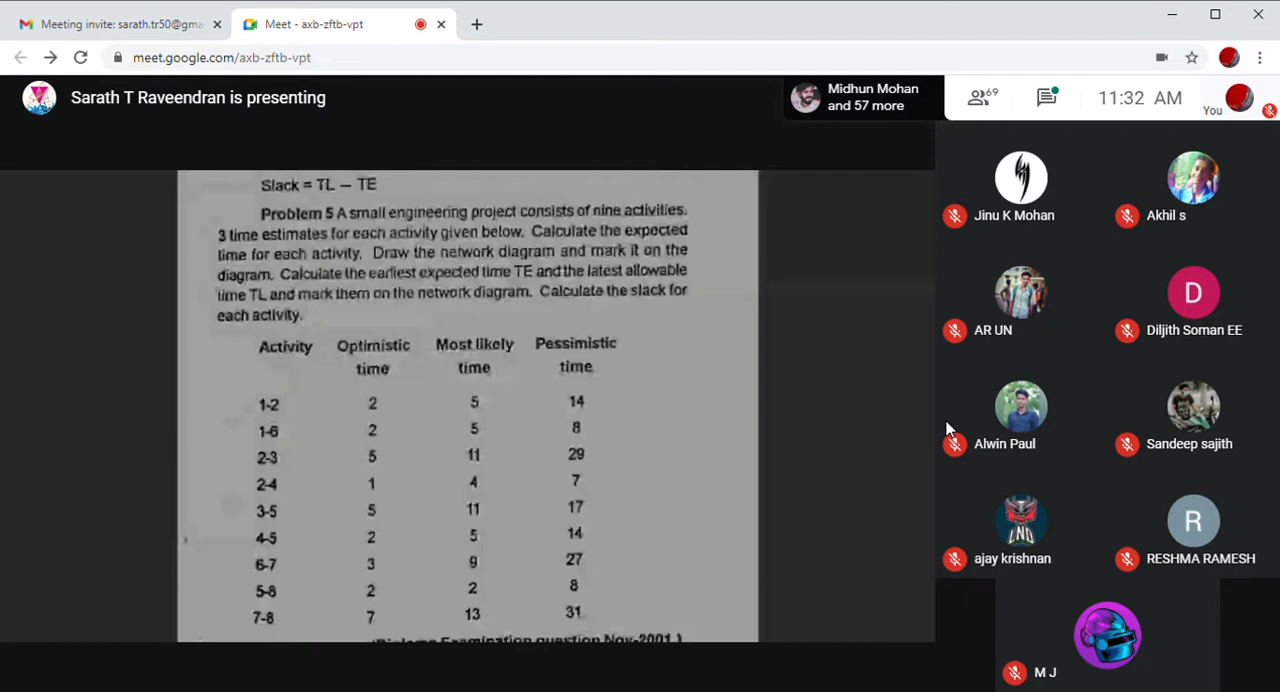 Meeting invite: sarath.tr50@gma
Meet - axb-zftb-vpt
meet.google.com/axb-zftb-vpt
Sarath T Raveendran is presenting
Midhun Mohan
and 57 more
69
11:32 AM
You
Slack = TL – TE
Problem 5 A small engineering project consists of nine activities.
3 time estimates for each activity given below. Calculate the expected
time for each activity. Draw the network diagram and mark it on the
diagram. Calculate the earliest expected time TE and the latest allowable
time TL and mark them on the network diagram. Calculate the slack for
each activity.
Activity Optimistic Most likely Pessimistic
time time time
1-2 2 5 14
1-6 2 5 8
2-3 5 11 29
2-4 1 4 7
3-5 5 11 17
4-5 2 5 14
6-7 3 9 27
5-8 2 2 8
7-8 7 13 31
(Diploma Examination question Nov-2001.)
Jinu K Mohan
Akhil s
AR UN
D
Diljith Soman EE
Alwin Paul
Sandeep sajith
LND
ajay krishnan
R
RESHMA RAMESH
M J